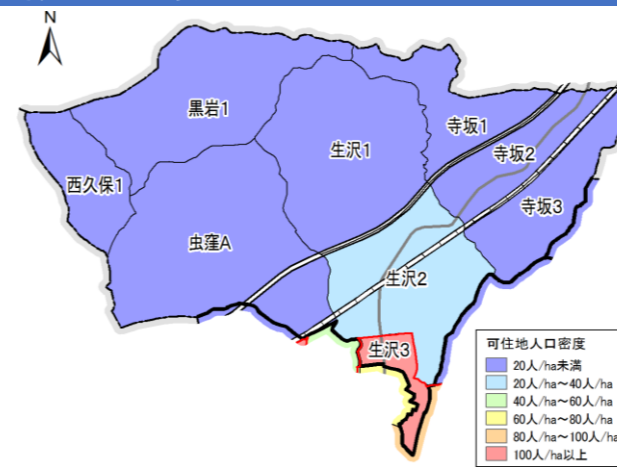 N
黒岩1
生沢1
寺坂1
寺坂2
西久保1
寺坂3
虫窪A
生沢2
生沢3
可住地人口密度
20人/ha未満
20人/ha～40人/ha
40人/ha～60人/ha
60人/ha～80人/ha
80人/ha～100人/ha
100人/ha以上